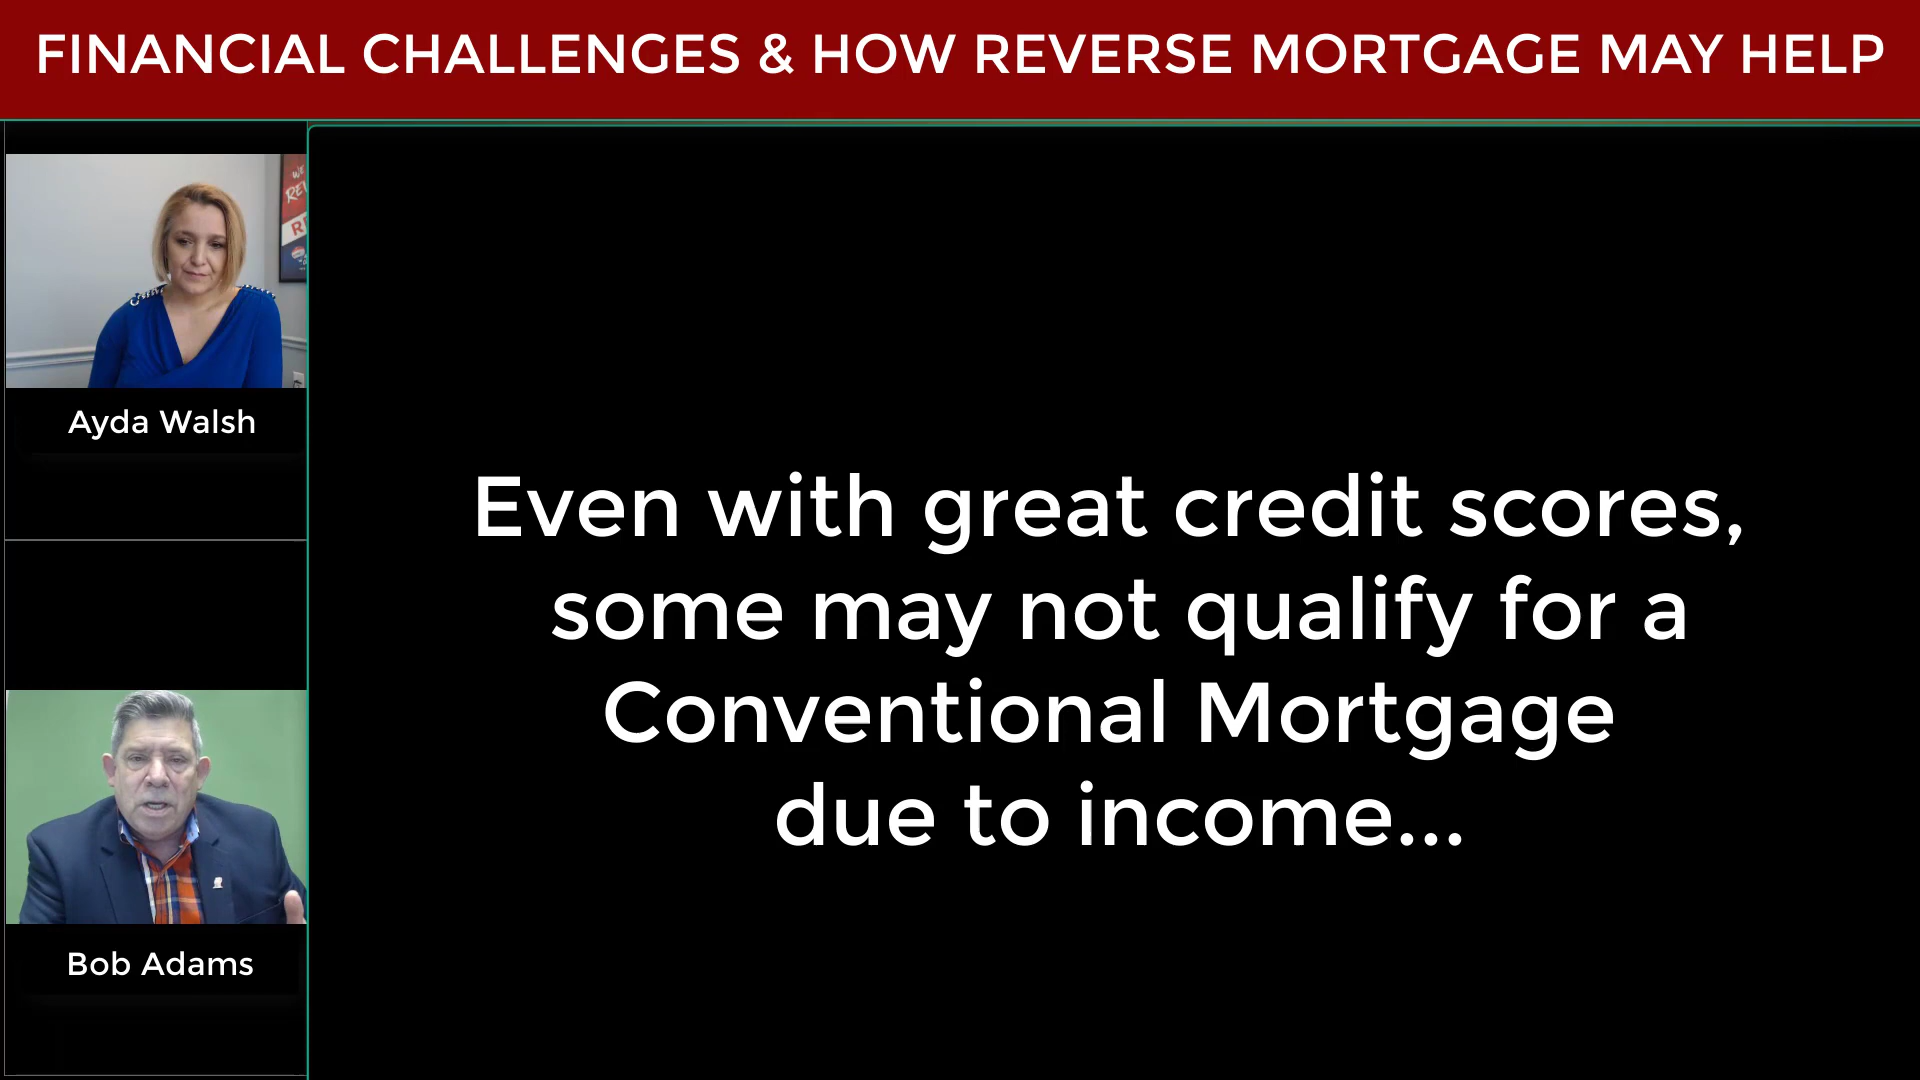 FINANCIAL CHALLENGES & HOW REVERSE MORTGAGE MAY HELP
Ayda Walsh
Even with great credit scores,
some may not qualify for a
Conventional Mortgage
due to income...
Bob Adams